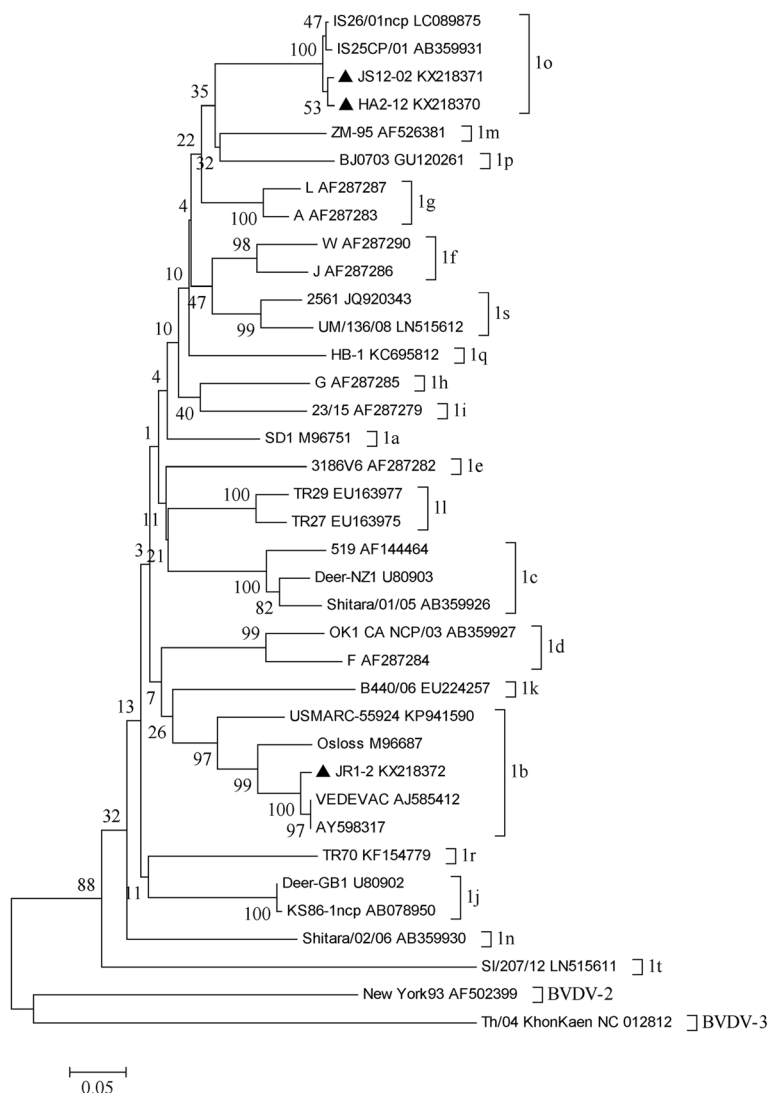 47 IS26/01ncp LC089875
100 IS25CP/01 AB359931
1o
JS12-02 KX218371
35
53 HA2-12 KX218370
ZM-95 AF526381 1m
22
32 BJ0703 GU120261 1p
L AF287287
1g
4
100 A AF287283
98 W AF287290
1f
10
J AF287286
47
2561 JQ920343
1s
10
99 UM/136/08 LN515612
HB-1 KC695812 1q
4
G AF287285 1h
40 23/15 AF287279 1i
1
SD1 M96751 1a
3186V6 AF287282 1e
100 TR29 EU163977
1l
11
TR27 EU163975
3 21
519 AF144464
100 Deer-NZ1 U80903 1c
82 Shitara/01/05 AB359926
99 OK1 CA NCP/03 AB359927
1d
F AF287284
7
B440/06 EU224257 1k
13
26 USMARC-55924 KP941590
97 Osloss M96687
99 JR1-2 KX218372 1b
100 VEDEVAC AJ585412
97 AY598317
32
TR70 KF154779 1r
88
11 Deer-GB1 U80902
1j
100 KS86-1ncp AB078950
Shitara/02/06 AB359930 1n
SI/207/12 LN515611 1t
New York93 AF502399 BVDV-2
Th/04 KhonKaen NC 012812 BVDV-3
0.05